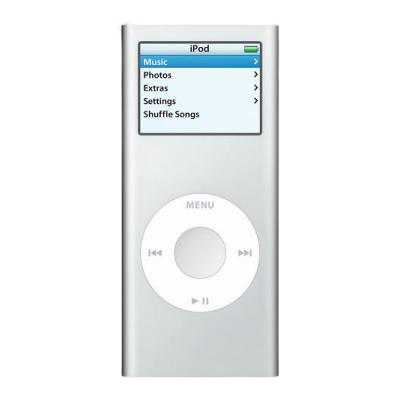 iPod
Music
Photos
Extras
Settings
Shuffle Songs
MENU